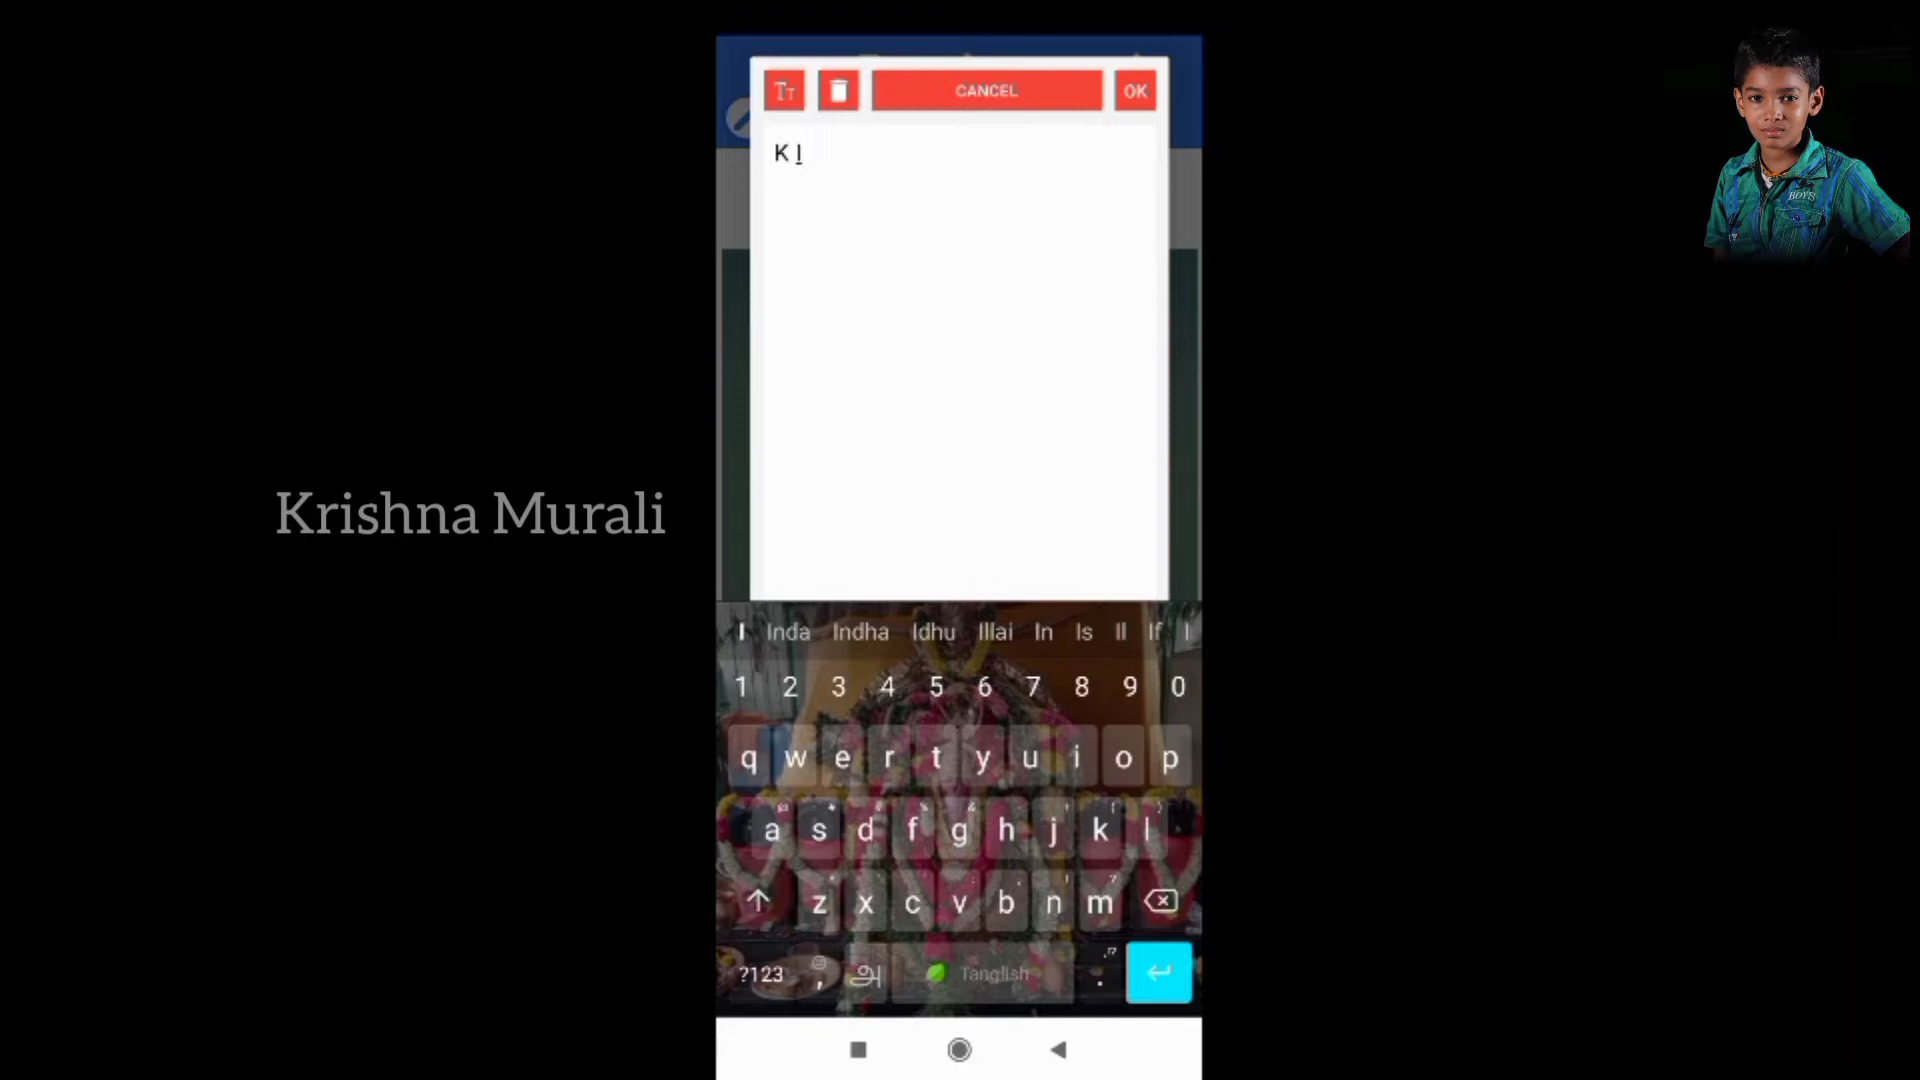 CANCEL
OK
K I
Krishna Murali
BOYS
I Inda Indha Idhu Illai In Is Il If
1 2 3 4 5 6 7 8 9 0
q w e r t y u i o p
a s d f g h j k l
z x c v b n m
?123 , அ Tanglish .